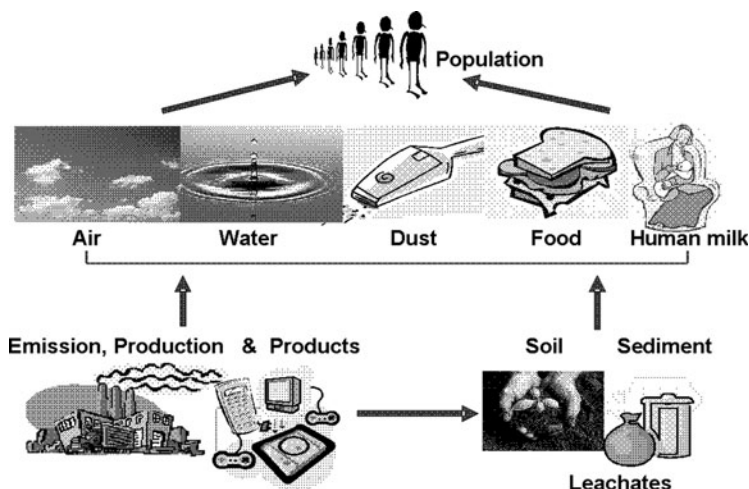 Population
Air Water Dust Food Human milk
Emission, Production & Products Soil Sediment
Leachates